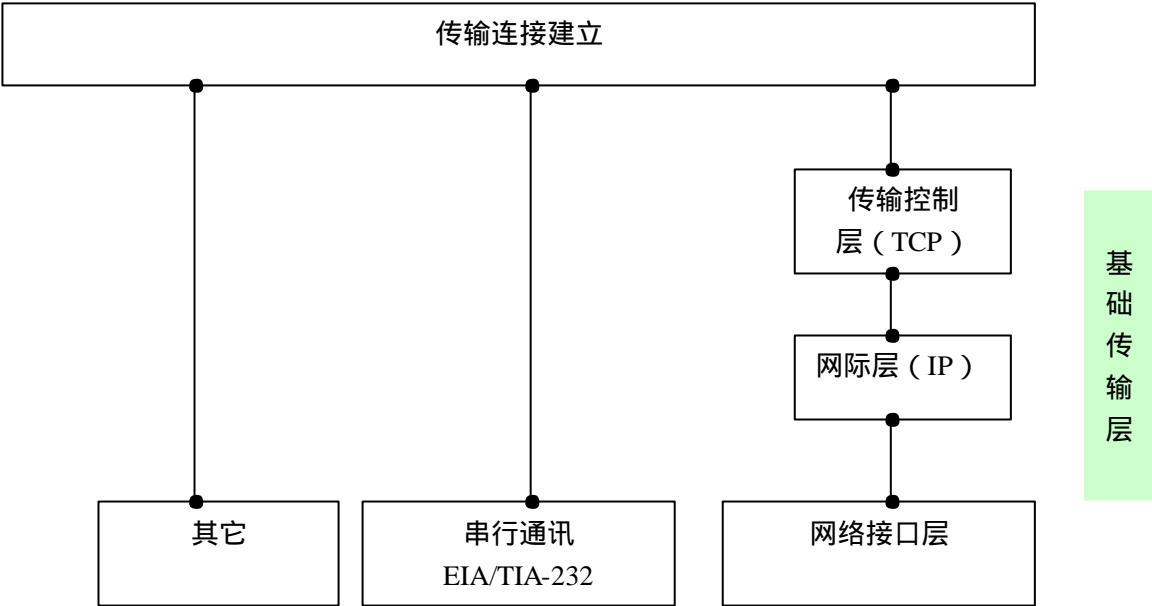 传输连接建立
传输控制
层（TCP）
网际层（IP）
基础传输层
其它
串行通讯
EIA/TIA-232
网络接口层